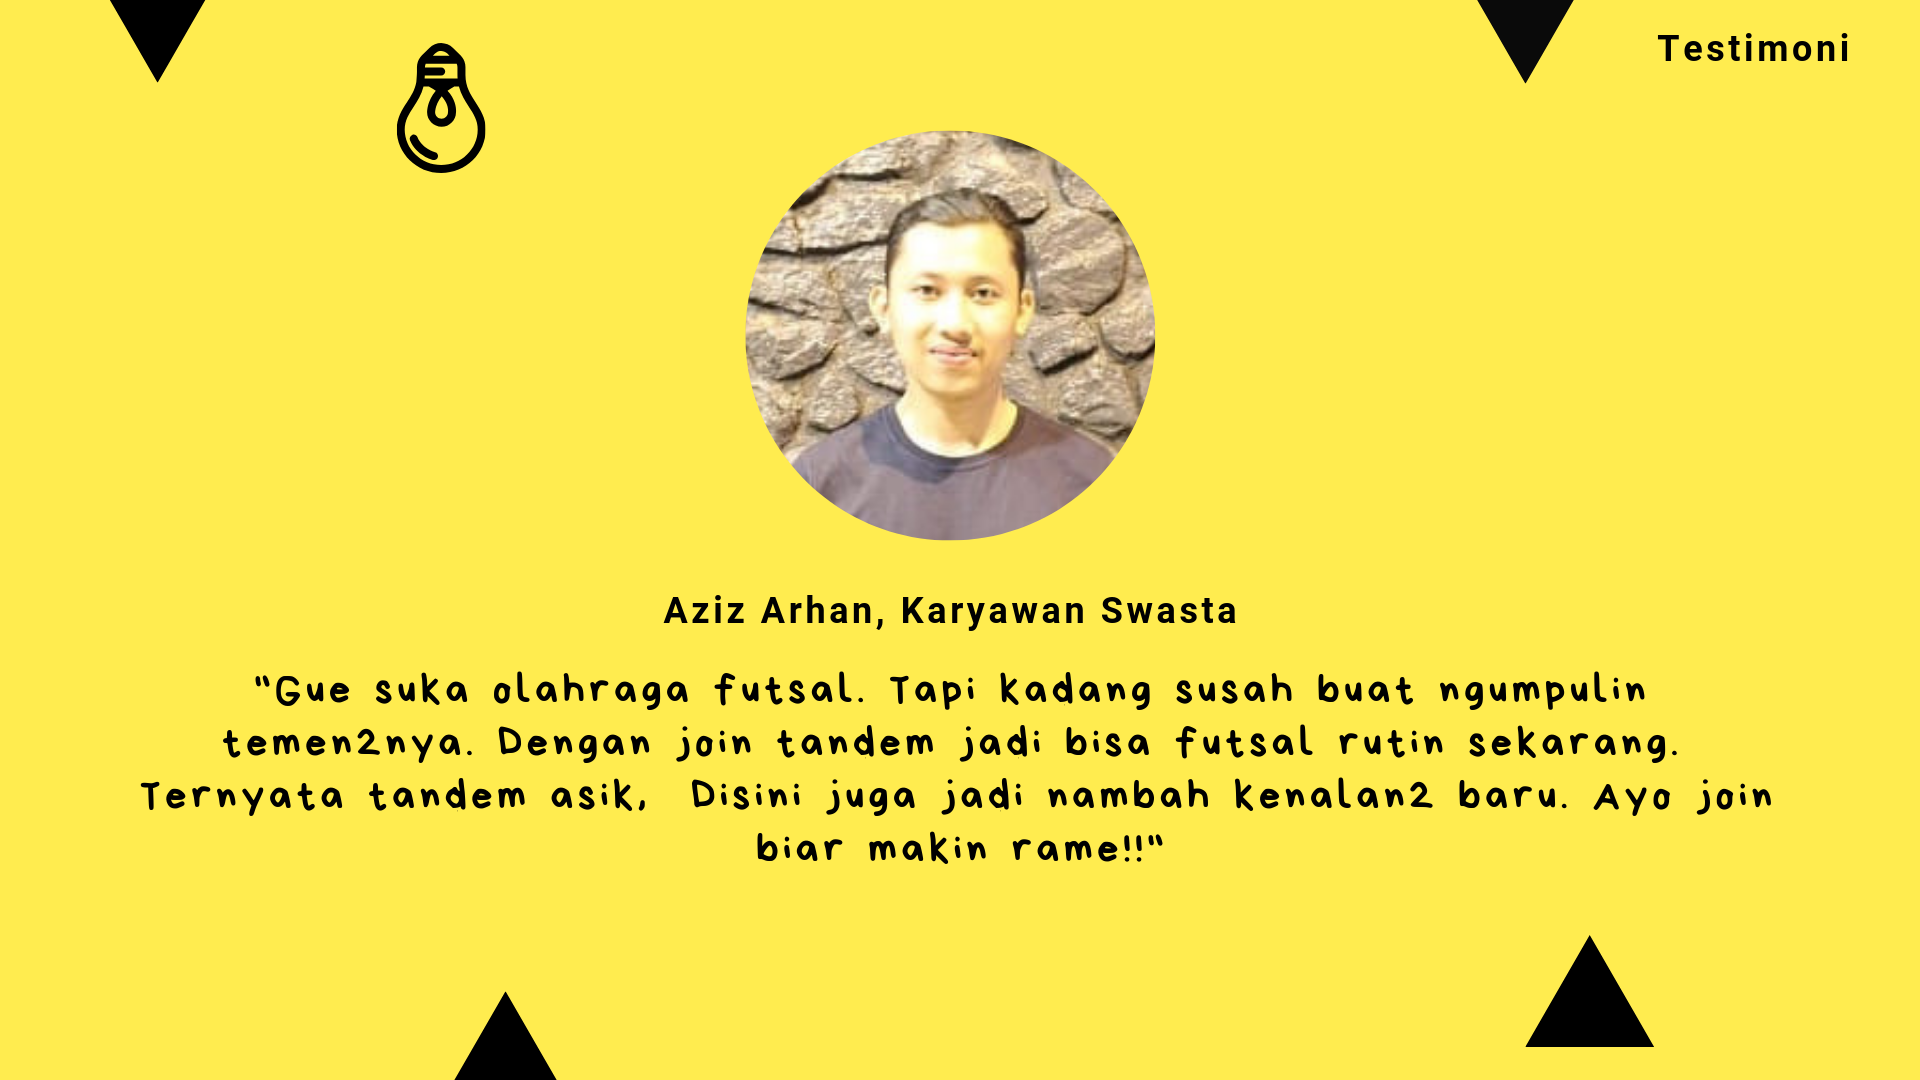 Testimoni
Aziz Arhan, Karyawan Swasta
"Gue suka olahraga futsal. Tapi kadang susah buat ngumpulin
temen2nya. Dengan join tandem jadi bisa futsal rutin sekarang.
Ternyata tandem asik,  Disini juga jadi nambah kenalan2 baru. Ayo join
biar makin rame!!"